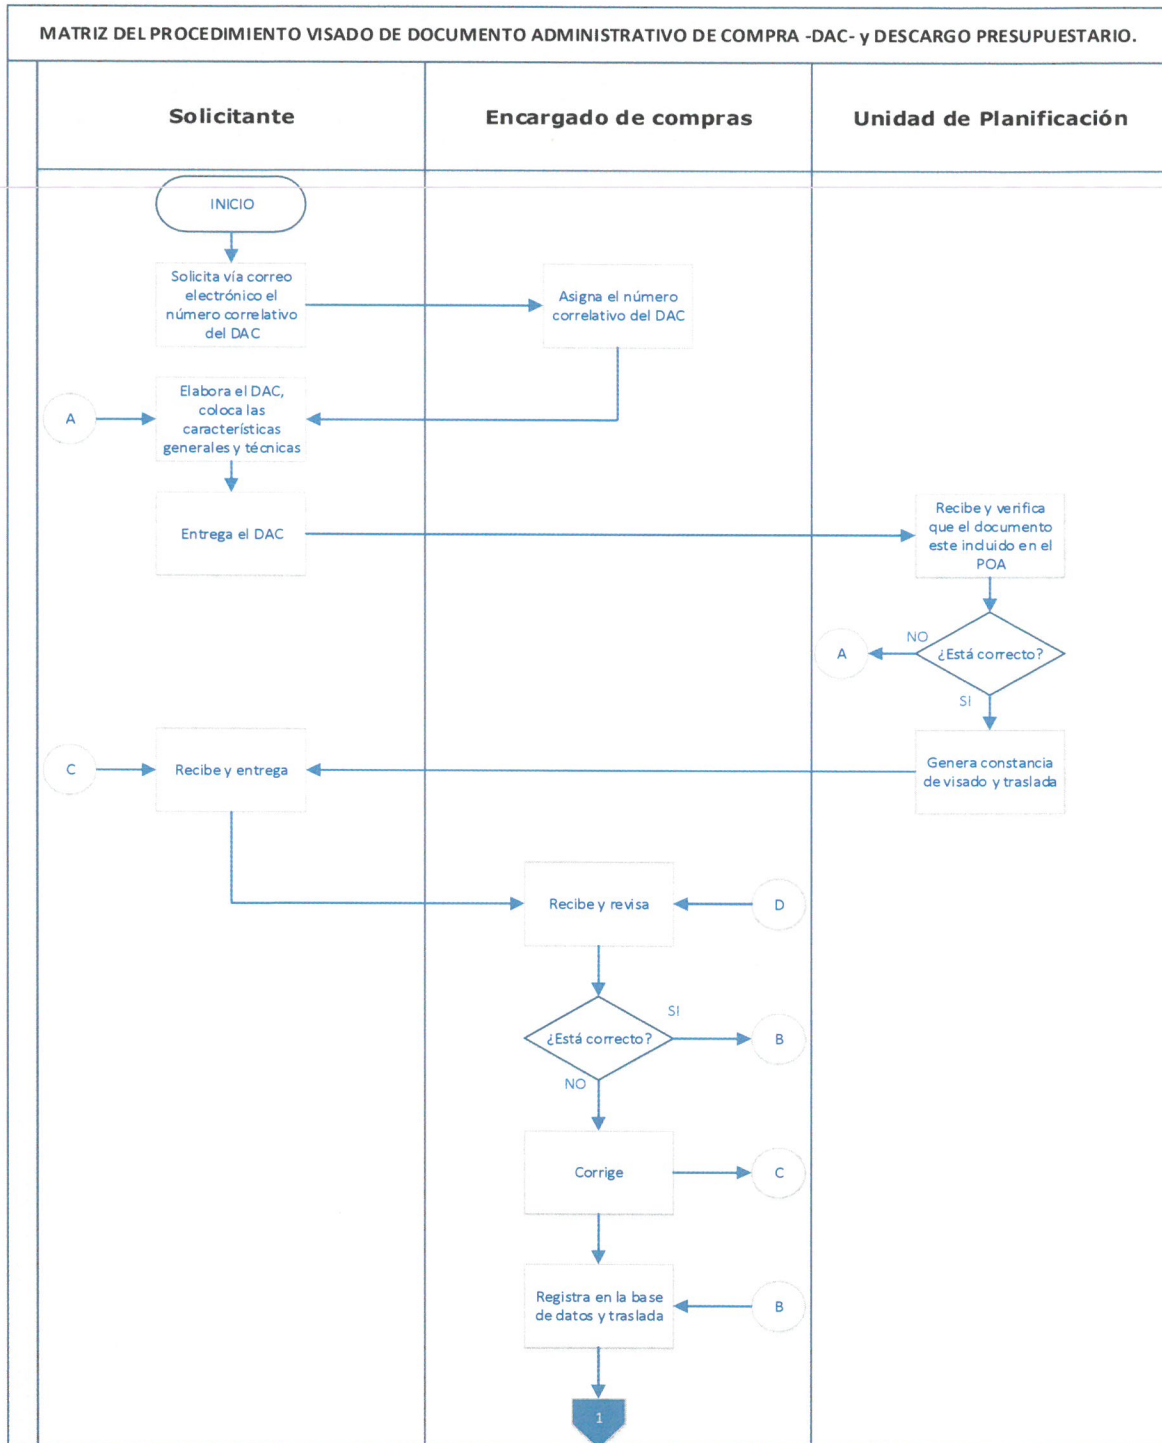 MATRIZ DEL PROCEDIMIENTO VISADO DE DOCUMENTO ADMINISTRATIVO DE COMPRA -DAC- y DESCARGO PRESUPUESTARIO.
Solicitante
Encargado de compras
Unidad de Planificación
INICIO
Solicita vía correo
electrónico el
número correlativo
del DAC
Asigna el número
correlativo del DAC
A
Elabora el DAC,
coloca las
características
generales y técnicas
Entrega el DAC
Recibe y verifica
que el documento
este incluido en el
POA
A
NO
¿Está correcto?
SI
C
Recibe y entrega
Genera constancia
de visado y traslada
Recibe y revisa
D
¿Está correcto?
SI
B
NO
Corrige
C
Registra en la base
de datos y traslada
B
1